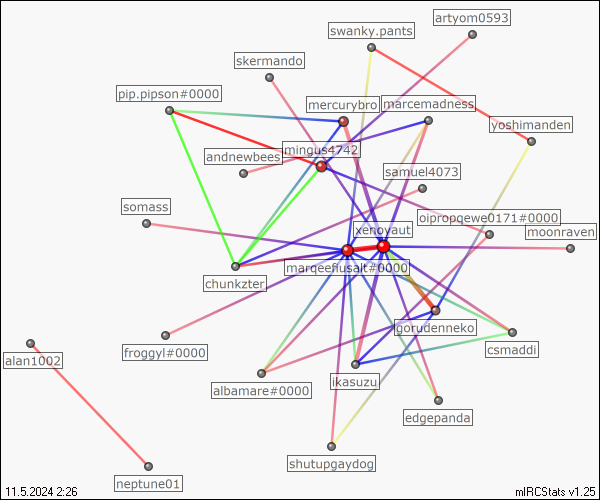 artyom0593
swanky.pants
skermando
pip.pipson#0000
mercurybro
marcemadness
yoshimanden
mingus4742
andnewbees
samuel4073
somass
oipropqewe0171#0000
xenoyaut
moonraven
marqeeflusalt#0000
chunkzter
gorudenneko
csmaddi
froggyl#0000
alan1002
ikasuzu
albamare#0000
edgepanda
shutupgaydog
neptune01
11.5.2024 2:26
mIRCStats v1.25